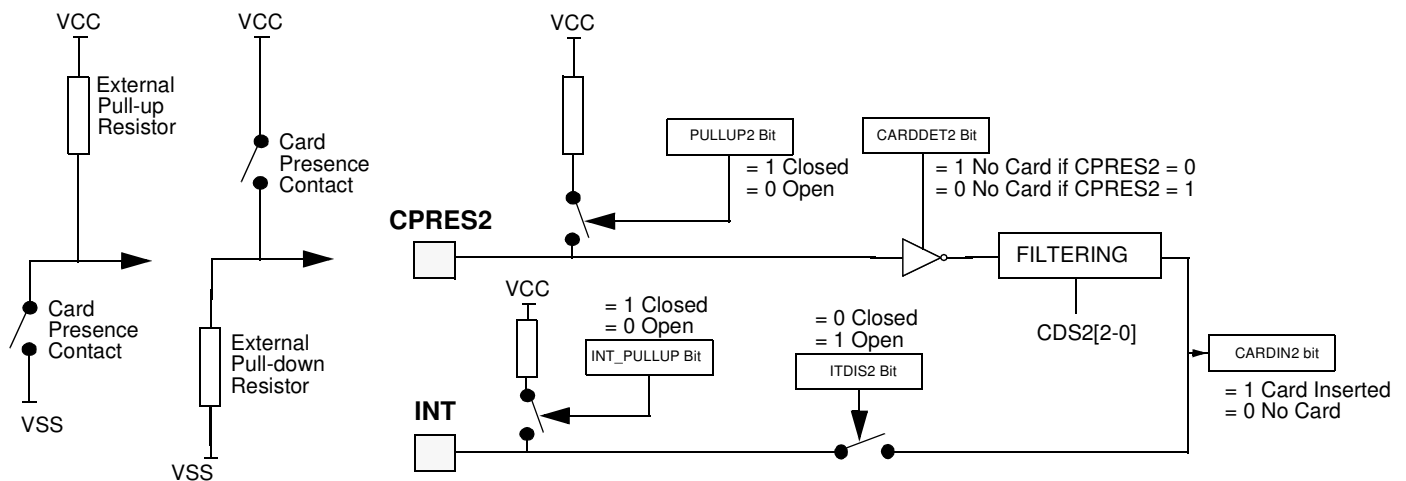 VCC
External
Pull-up
Resistor
Card
Presence
Contact
VSS
VCC
Card
Presence
Contact
External
Pull-down
Resistor
VSS
VCC
PULLUP2 Bit
= 1 Closed
= 0 Open
CARDDET2 Bit
= 1 No Card if CPRES2 = 0
= 0 No Card if CPRES2 = 1
CPRES2
FILTERING
CDS2[2-0]
VCC
= 1 Closed
= 0 Open
INT_PULLUP Bit
= 0 Closed
= 1 Open
ITDIS2 Bit
INT
CARDIN2 bit
= 1 Card Inserted
= 0 No Card